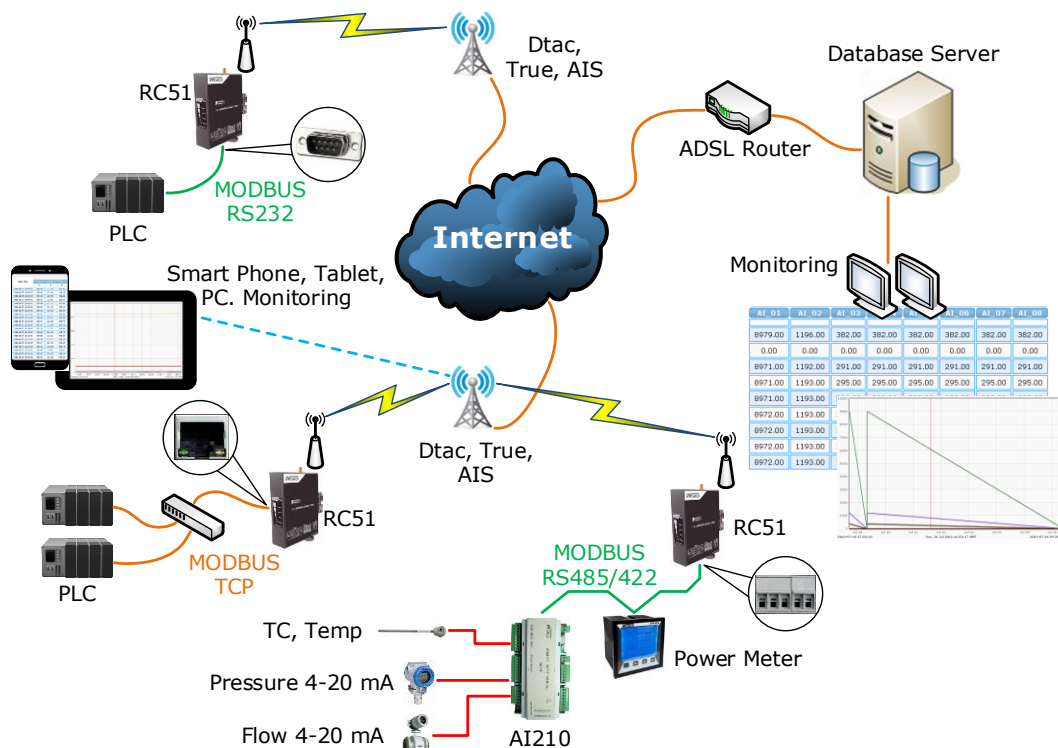 Dtac,
True, AIS
Database Server
RC51
ADSL Router
MODBUS
RS232
PLC
Internet
Monitoring
Smart Phone, Tablet,
PC. Monitoring
AI_01 AI_02 AI_03 AI_06 AI_07 AI_08
8979.00 1196.00 382.00 382.00 382.00 382.00 382.00 382.00
0.00 0.00 0.00 0.00 0.00 0.00 0.00 0.00
8971.00 1192.00 291.00 291.00 291.00 291.00 291.00 291.00
8971.00 1193.00 295.00 295.00 295.00 295.00 295.00 295.00
8971.00 1193.00
8972.00 1193.00
8972.00 1193.00
8972.00 1193.00
8972.00 1193.00
Dtac, True,
AIS
RC51
RC51
MODBUS
TCP
PLC
MODBUS
RS485/422
TC, Temp
Power Meter
Pressure 4-20 mA
Flow 4-20 mA
AI210